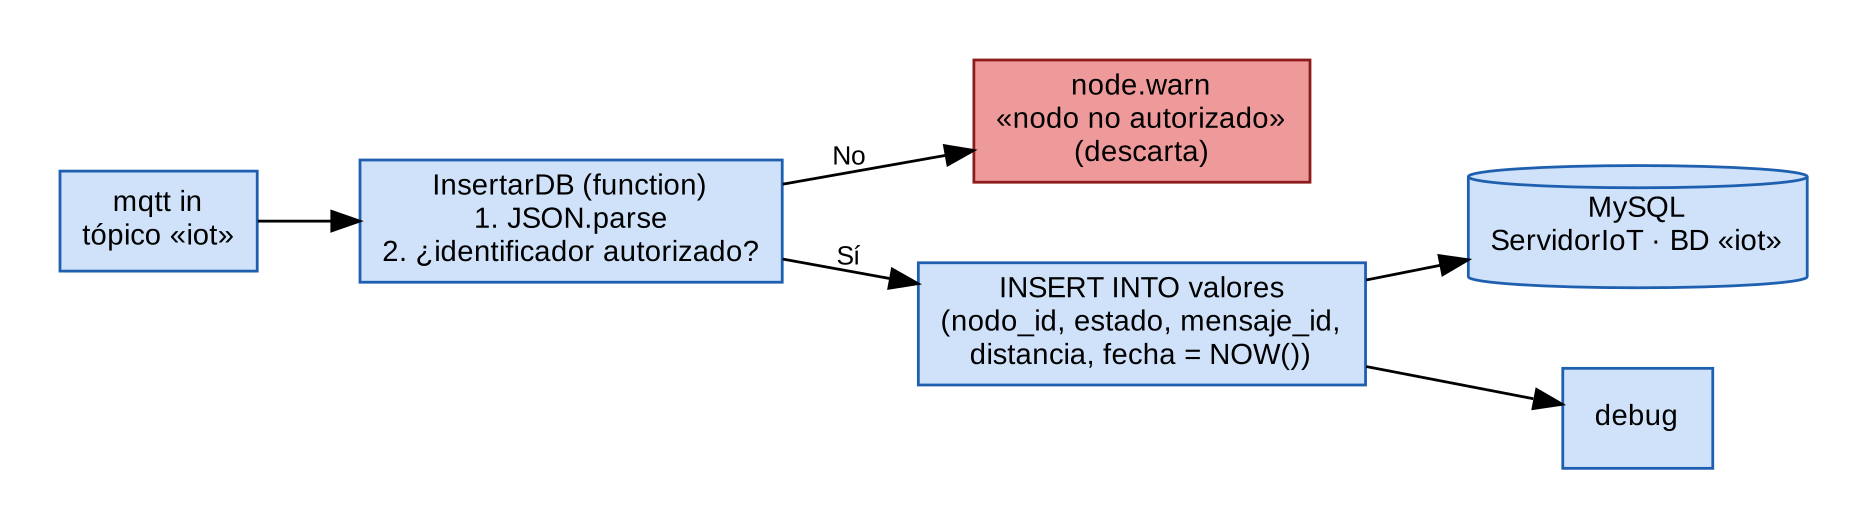 mqtt in
tópico «iot»
InsertarDB (function)
1. JSON.parse
2. ¿identificador autorizado?
No
node.warn
«nodo no autorizado»
(descarta)
Sí
INSERT INTO valores
(nodo_id, estado, mensaje_id,
distancia, fecha = NOW())
MySQL
ServidorIoT · BD «iot»
debug